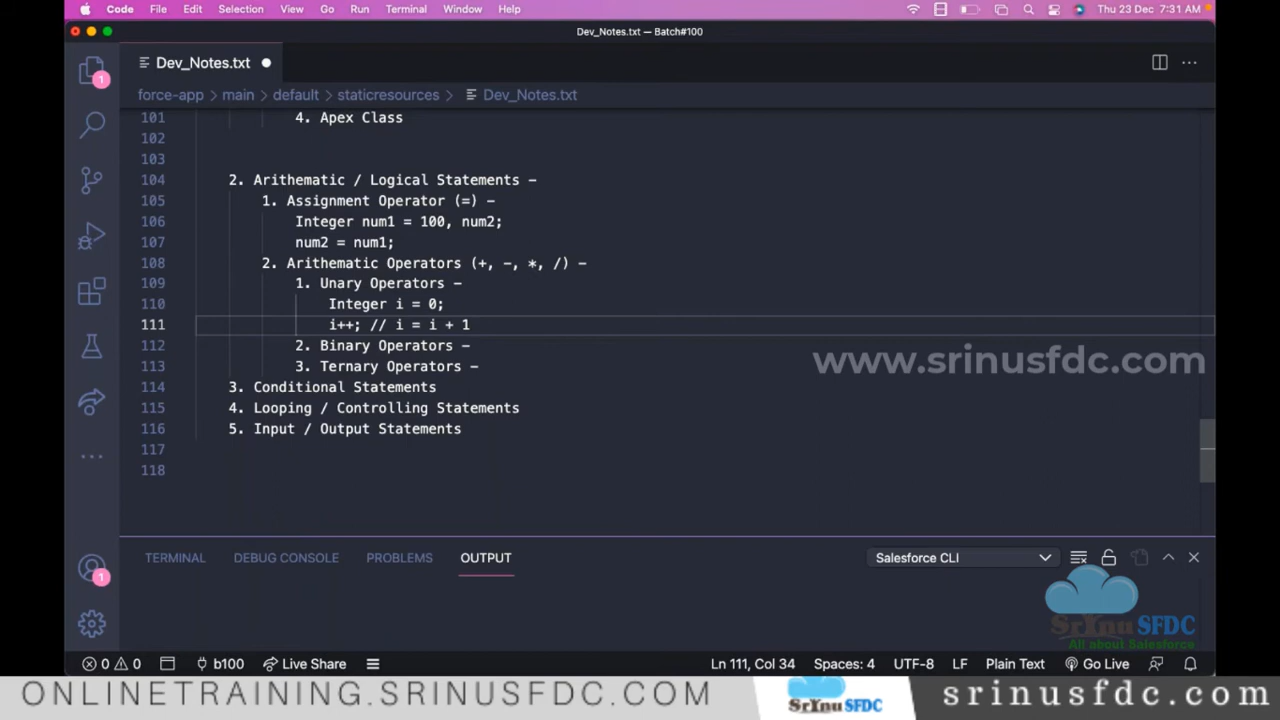 Code File Edit Selection View Go Run Terminal Window Help Thu 23 Dec 7:31 AM
Dev_Notes.txt — Batch#100
Dev_Notes.txt
force-app > main > default > staticresources > Dev_Notes.txt
101 4. Apex Class
102
103
104 2. Arithematic / Logical Statements –
105 1. Assignment Operator (=) –
106 Integer num1 = 100, num2;
107 num2 = num1;
108 2. Arithematic Operators (+, –, *, /) –
109 1. Unary Operators –
110 Integer i = 0;
111 i++; // i = i + 1
112 2. Binary Operators –
113 3. Ternary Operators –
114 3. Conditional Statements
115 4. Looping / Controlling Statements
116 5. Input / Output Statements
117
118
www.srinusfdc.com
1
1
TERMINAL DEBUG CONSOLE PROBLEMS OUTPUT Salesforce CLI
SrInu SFDC
All about Salesforce
0 0 b100 Live Share Ln 111, Col 34 Spaces: 4 UTF-8 LF Plain Text Go Live
ONLINETRAINING.SRINUSFDC.COM SrInu SFDC srinusfdc.com